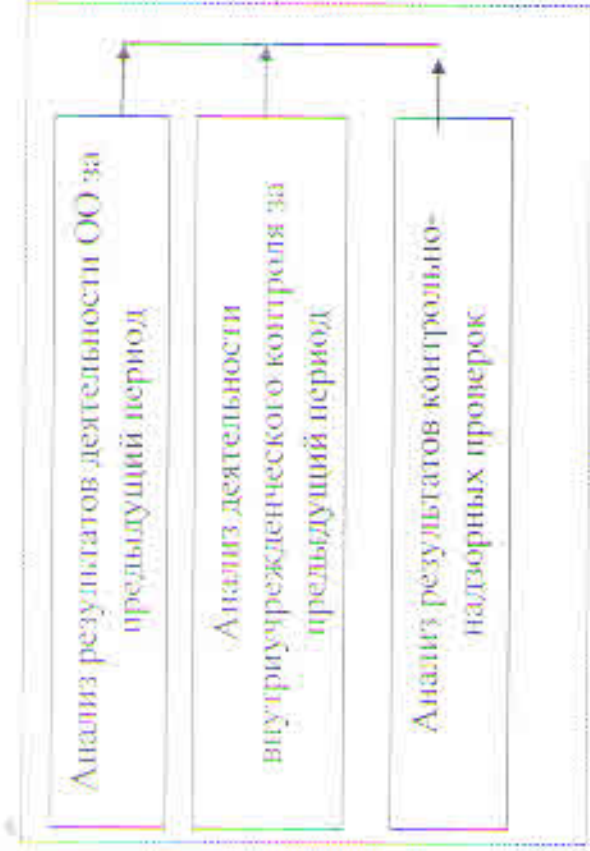 Анализ результатов деятельности ОО за
предыдущий период
Анализ деятельности
внутриучрежденческого контроля за
предыдущий период
Анализ результатов контрольно-
надзорных проверок